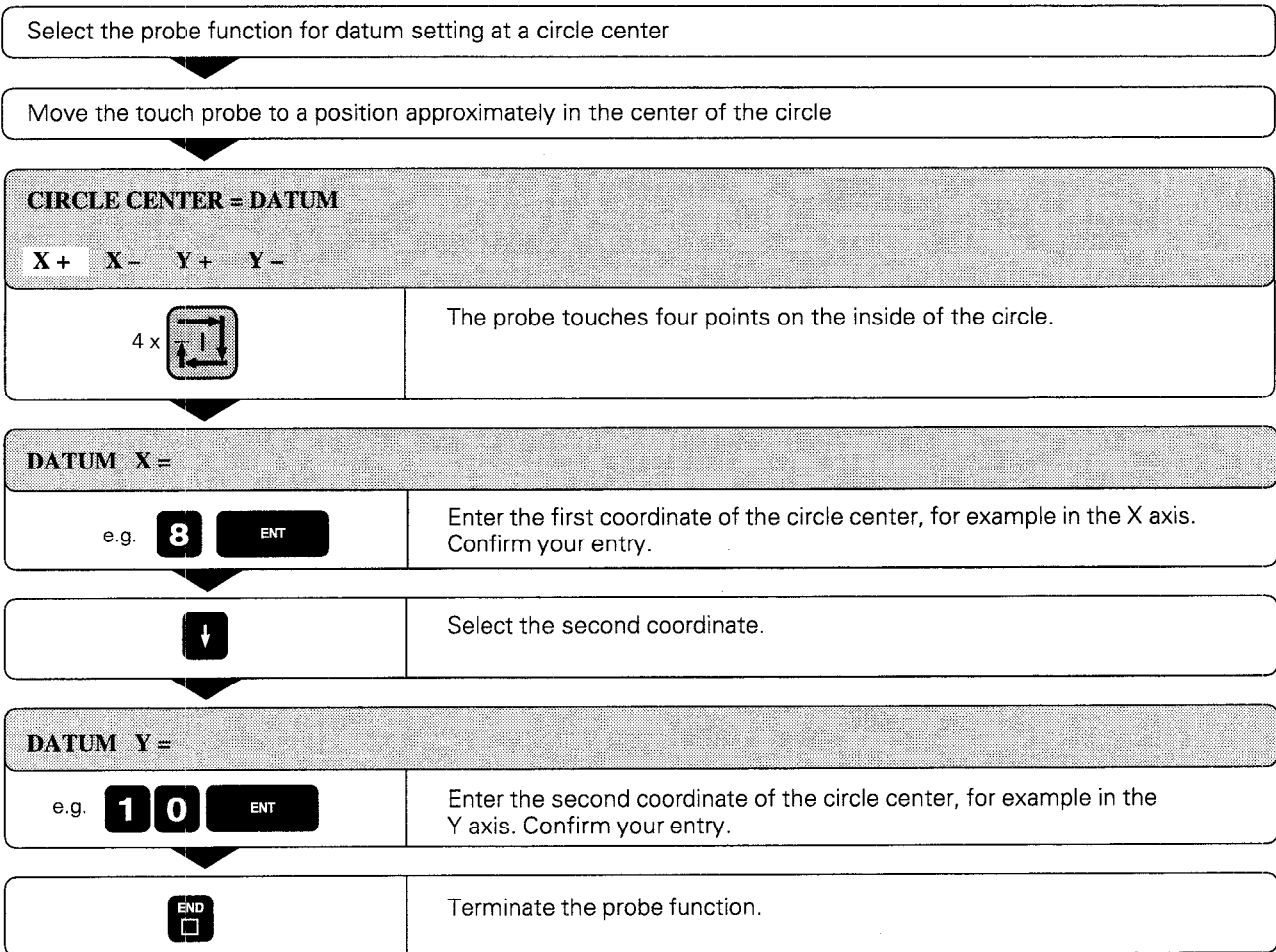 Select the probe function for datum setting at a circle center
Move the touch probe to a position approximately in the center of the circle
CIRCLE CENTER = DATUM
X + X – Y + Y –
4 x I
The probe touches four points on the inside of the circle.
DATUM X =
e.g. 8 ENT
Enter the first coordinate of the circle center, for example in the X axis.
Confirm your entry.
Select the second coordinate.
DATUM Y =
e.g. 1 0 ENT
Enter the second coordinate of the circle center, for example in the
Y axis. Confirm your entry.
END
Terminate the probe function.